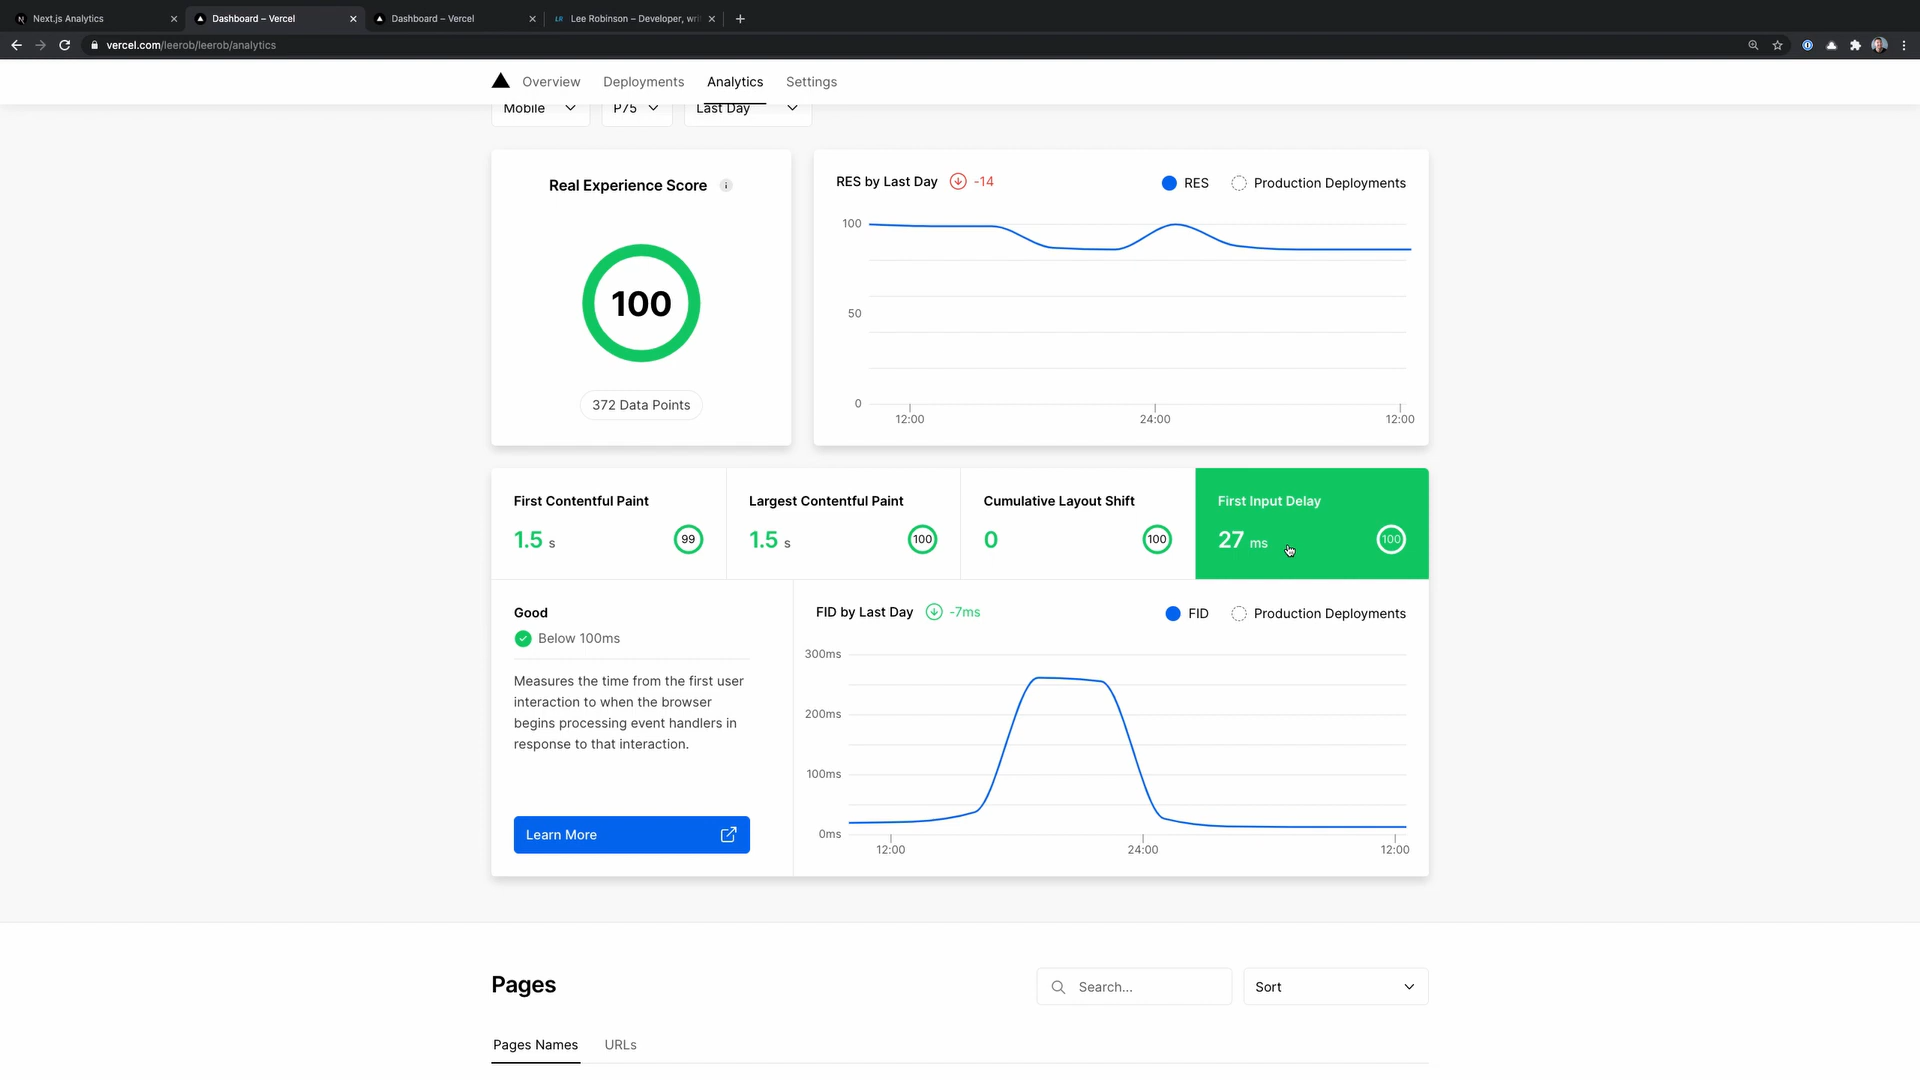 Next.js Analytics
Dashboard – Vercel
Dashboard – Vercel
Lee Robinson – Developer, wri
vercel.com/leerob/leerob/analytics
Overview
Deployments
Analytics
Settings
Mobile
P75
Last Day
Real Experience Score
100
372 Data Points
RES by Last Day
-14
RES
Production Deployments
100
50
0
12:00
24:00
12:00
First Contentful Paint
1.5 s
99
Largest Contentful Paint
1.5 s
100
Cumulative Layout Shift
0
100
First Input Delay
27 ms
100
Good
Below 100ms
Measures the time from the first user
interaction to when the browser
begins processing event handlers in
response to that interaction.
Learn More
FID by Last Day
-7ms
FID
Production Deployments
300ms
200ms
100ms
0ms
12:00
24:00
12:00
Pages
Search...
Sort
Pages Names
URLs